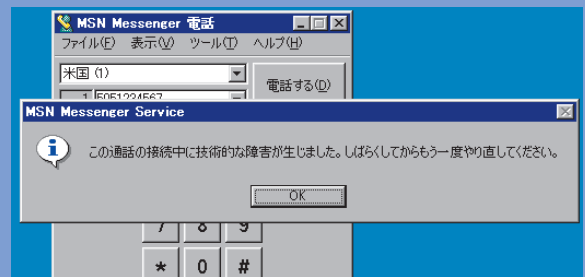 MSN Messenger 電話
ファイル(F) 表示(V) ツール(T) ヘルプ(H)
米国 (1)
電話する(D)
1 5051234567
MSN Messenger Service
この通話の接続中に技術的な障害が生じました。しばらくしてからもう一度やり直してください。
OK
7 8 9
* 0 #